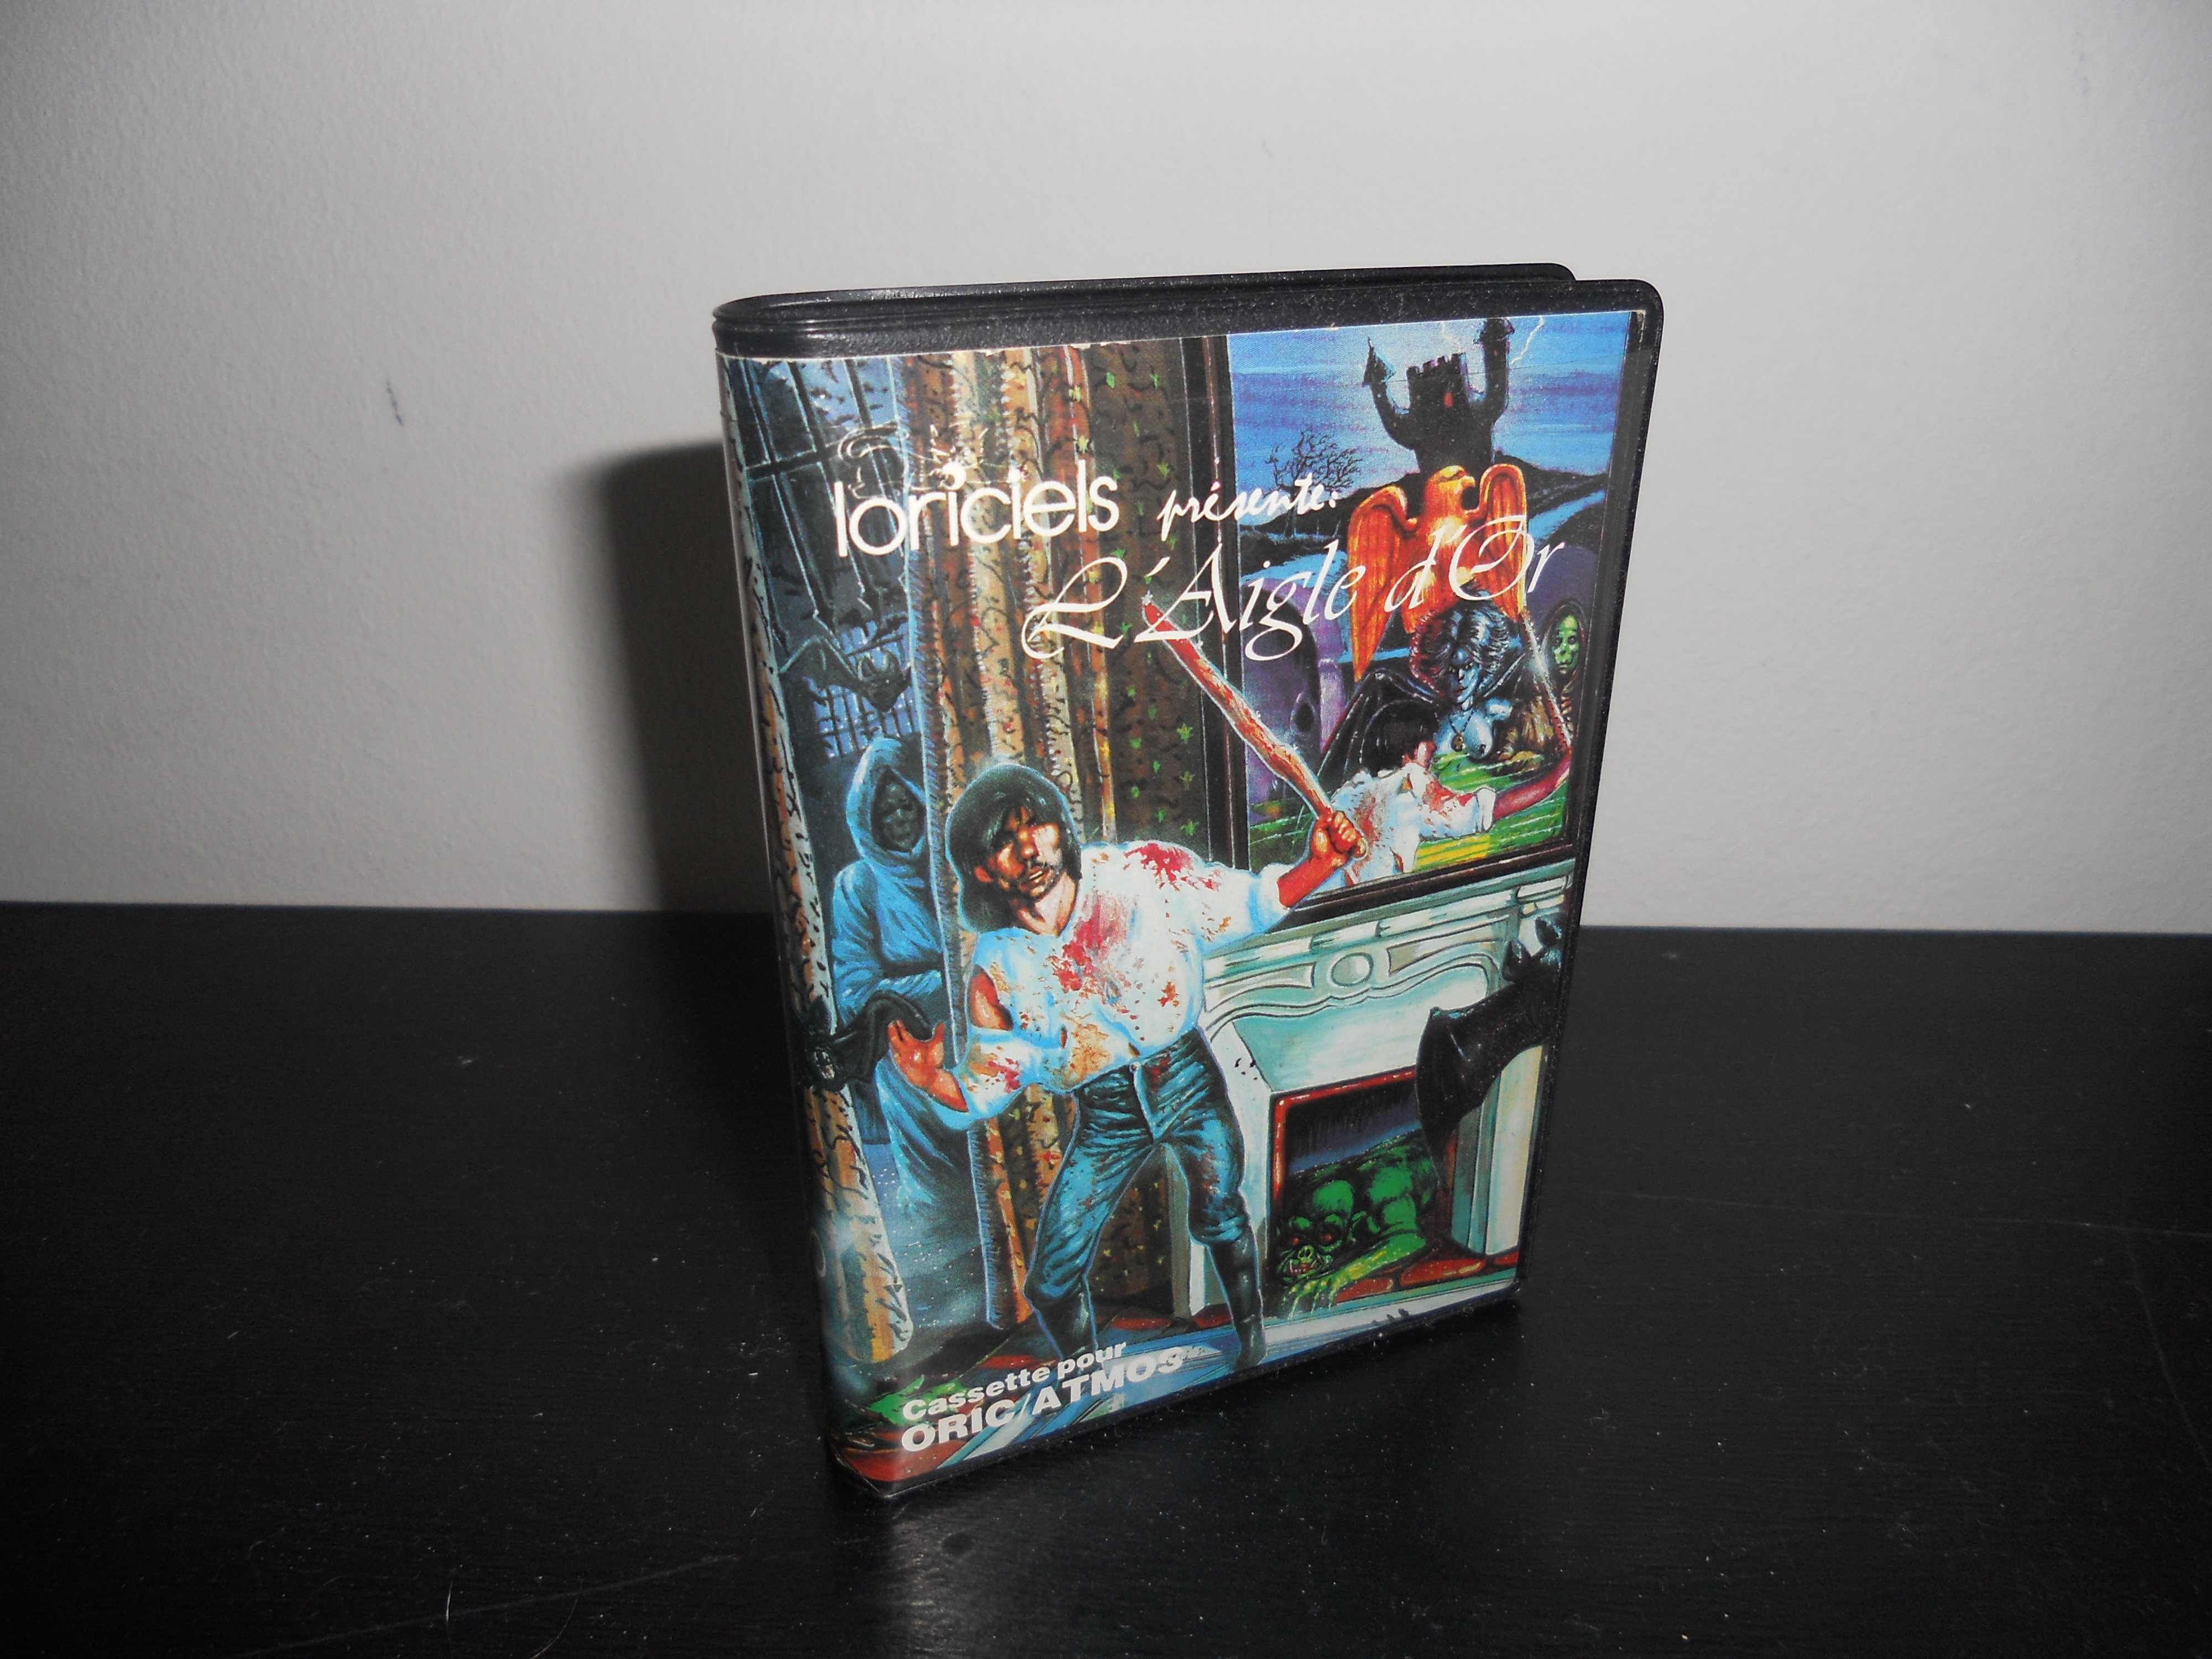 loriciels présente:
L'Aigle d'Or
Cassette pour
ORIC/ATMOS